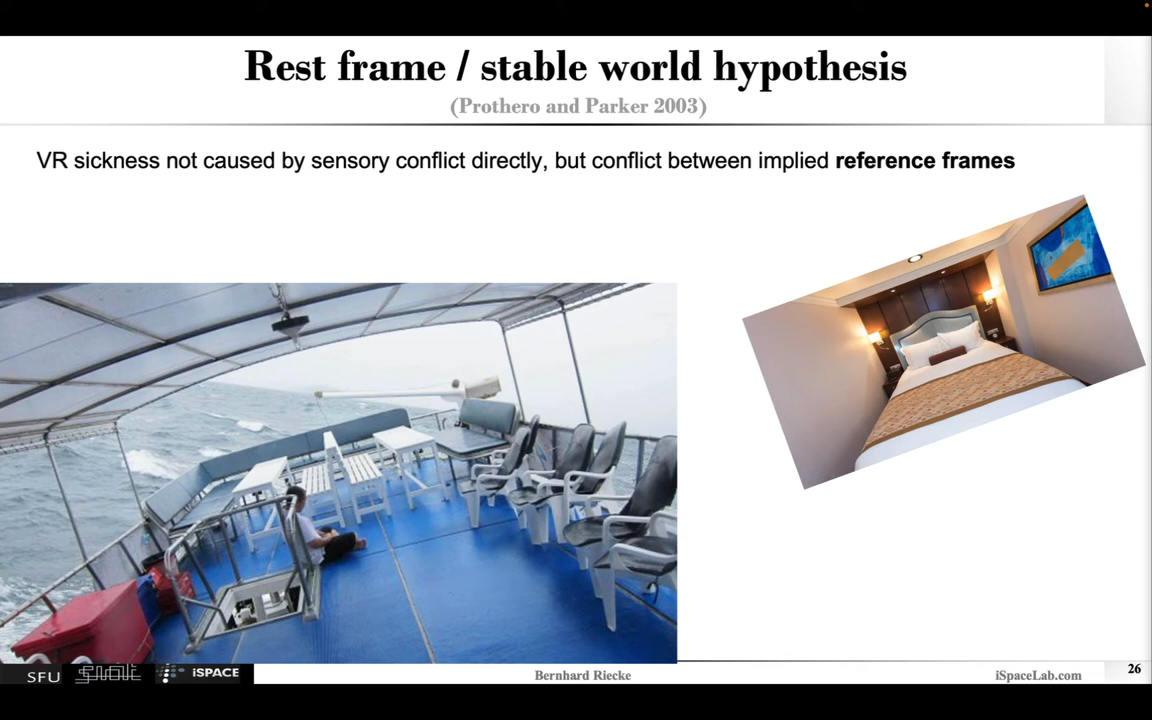 Rest frame / stable world hypothesis
(Prothero and Parker 2003)
VR sickness not caused by sensory conflict directly, but conflict between implied reference frames
SFU iSPACE Bernhard Riecke iSpaceLab.com 26